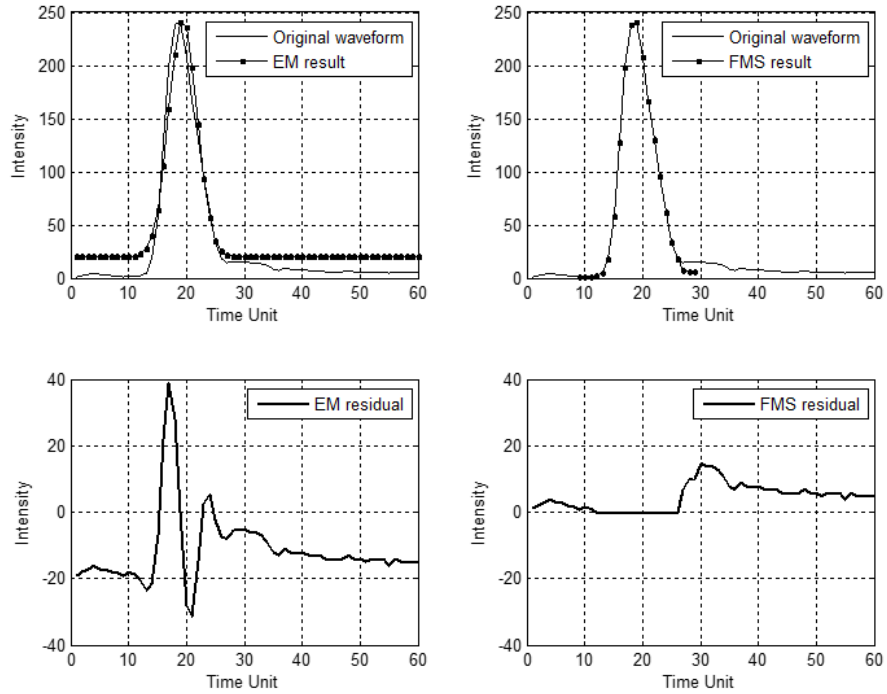 250
200
150
100
50
0
Intensity
Original waveform
EM result
0 10 20 30 40 50 60
Time Unit
250
200
150
100
50
0
Intensity
Original waveform
FMS result
0 10 20 30 40 50 60
Time Unit
40
20
0
-20
-40
Intensity
EM residual
0 10 20 30 40 50 60
Time Unit
40
20
0
-20
-40
Intensity
FMS residual
0 10 20 30 40 50 60
Time Unit